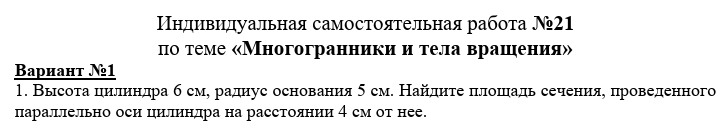 Индивидуальная самостоятельная работа №21
по теме «Многогранники и тела вращения»
Вариант №1
1. Высота цилиндра 6 см, радиус основания 5 см. Найдите площадь сечения, проведенного
параллельно оси цилиндра на расстоянии 4 см от нее.